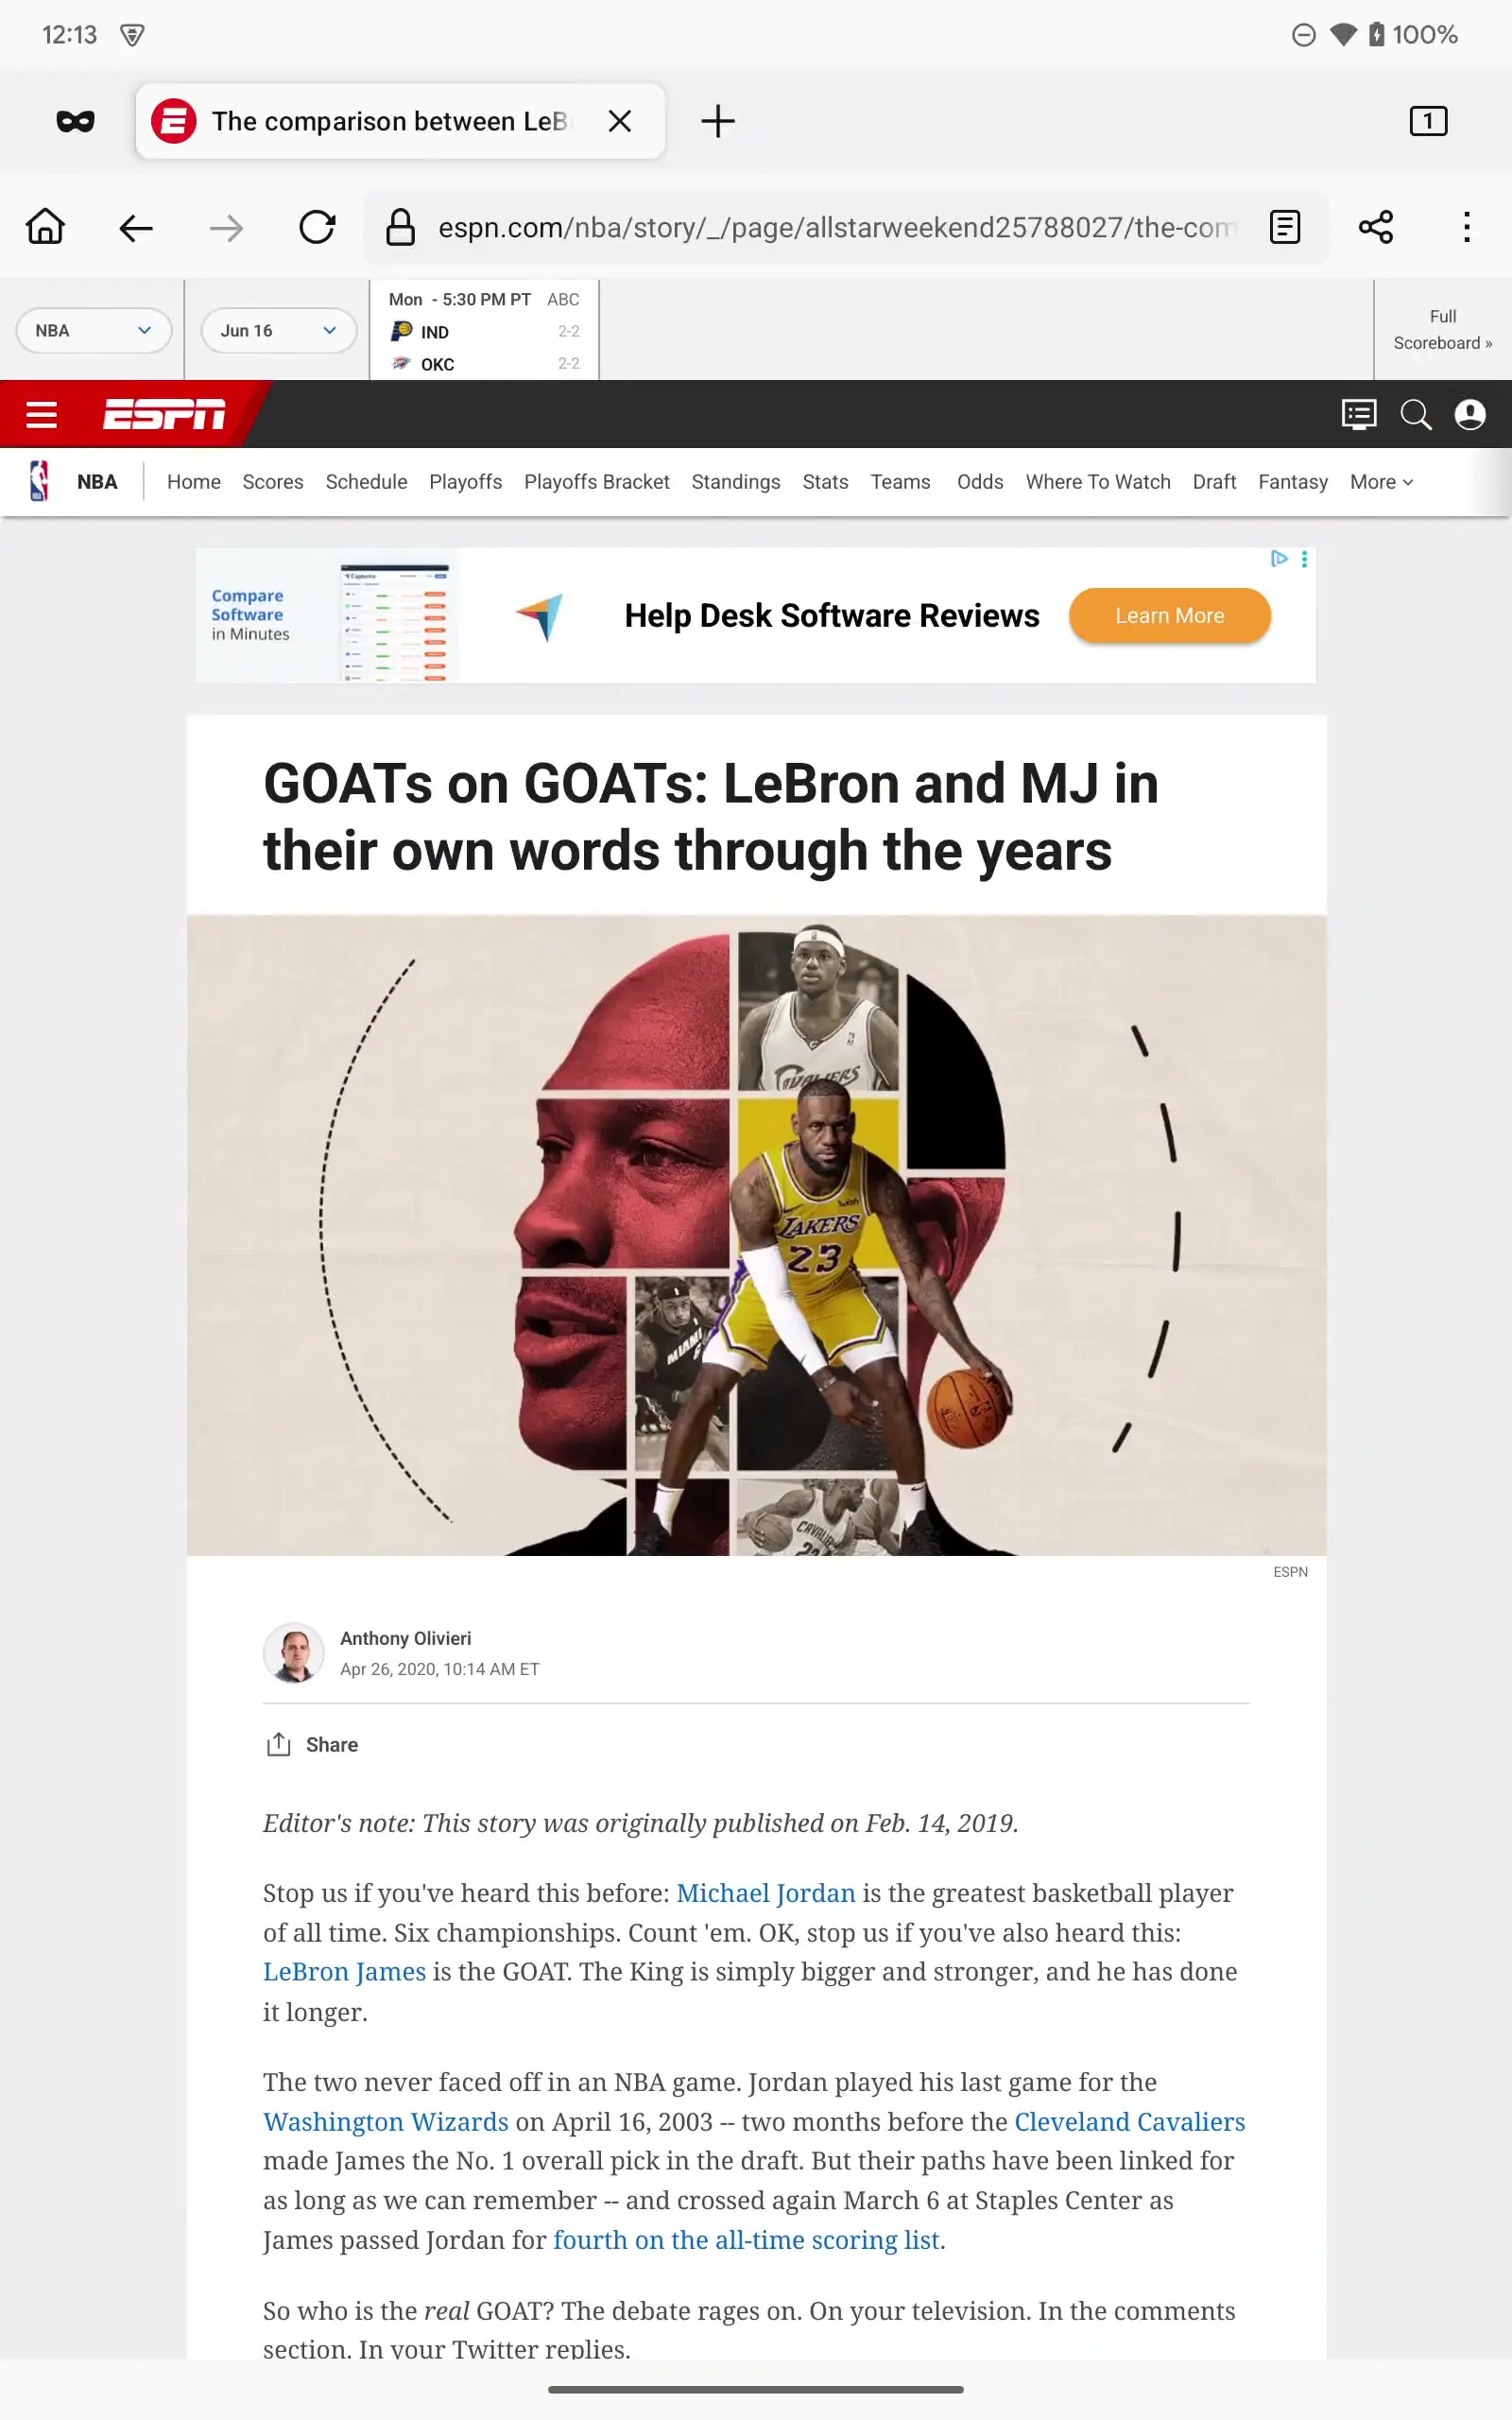 12:13
100%
The comparison between LeB
1
espn.com/nba/story/_/page/allstarweekend25788027/the-com
NBA
Jun 16
Mon - 5:30 PM PT ABC
IND 2-2
OKC 2-2
Full
Scoreboard »
ESPN
NBA Home Scores Schedule Playoffs Playoffs Bracket Standings Stats Teams Odds Where To Watch Draft Fantasy More
Compare
Software
in Minutes
Capterra
Help Desk Software Reviews
Learn More
GOATs on GOATs: LeBron and MJ in
their own words through the years
CAVALIERS
LAKERS
23
MIAMI
ESPN
Anthony Olivieri
Apr 26, 2020, 10:14 AM ET
Share
Editor's note: This story was originally published on Feb. 14, 2019.
Stop us if you've heard this before: Michael Jordan is the greatest basketball player
of all time. Six championships. Count 'em. OK, stop us if you've also heard this:
LeBron James is the GOAT. The King is simply bigger and stronger, and he has done
it longer.
The two never faced off in an NBA game. Jordan played his last game for the
Washington Wizards on April 16, 2003 -- two months before the Cleveland Cavaliers
made James the No. 1 overall pick in the draft. But their paths have been linked for
as long as we can remember -- and crossed again March 6 at Staples Center as
James passed Jordan for fourth on the all-time scoring list.
So who is the real GOAT? The debate rages on. On your television. In the comments
section. In your Twitter replies.